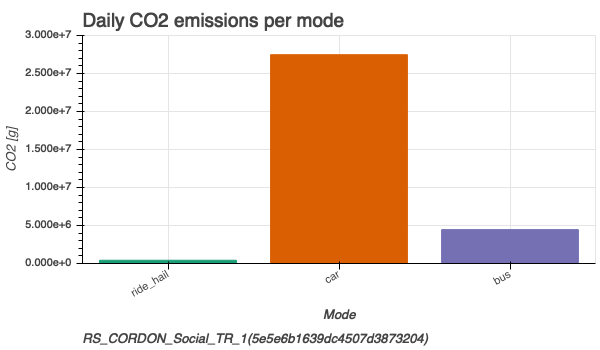 Daily CO2 emissions per mode
3.000e+7
2.500e+7
2.000e+7
1.500e+7
1.000e+7
5.000e+6
0.000e+0
CO2 [g]
ride_hail
car
bus
Mode
RS_CORDON_Social_TR_1(5e5e6b1639dc4507d3873204)